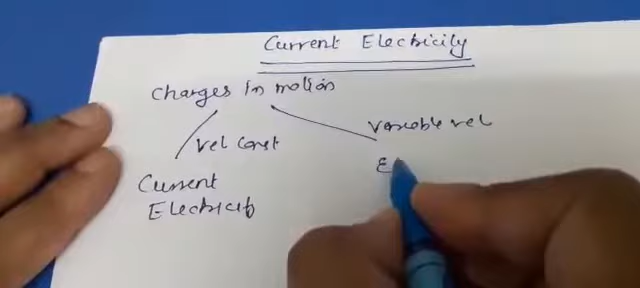 Current Electricity
Charges in motion
Variable vel
Vel Const
E
Current
Electricity